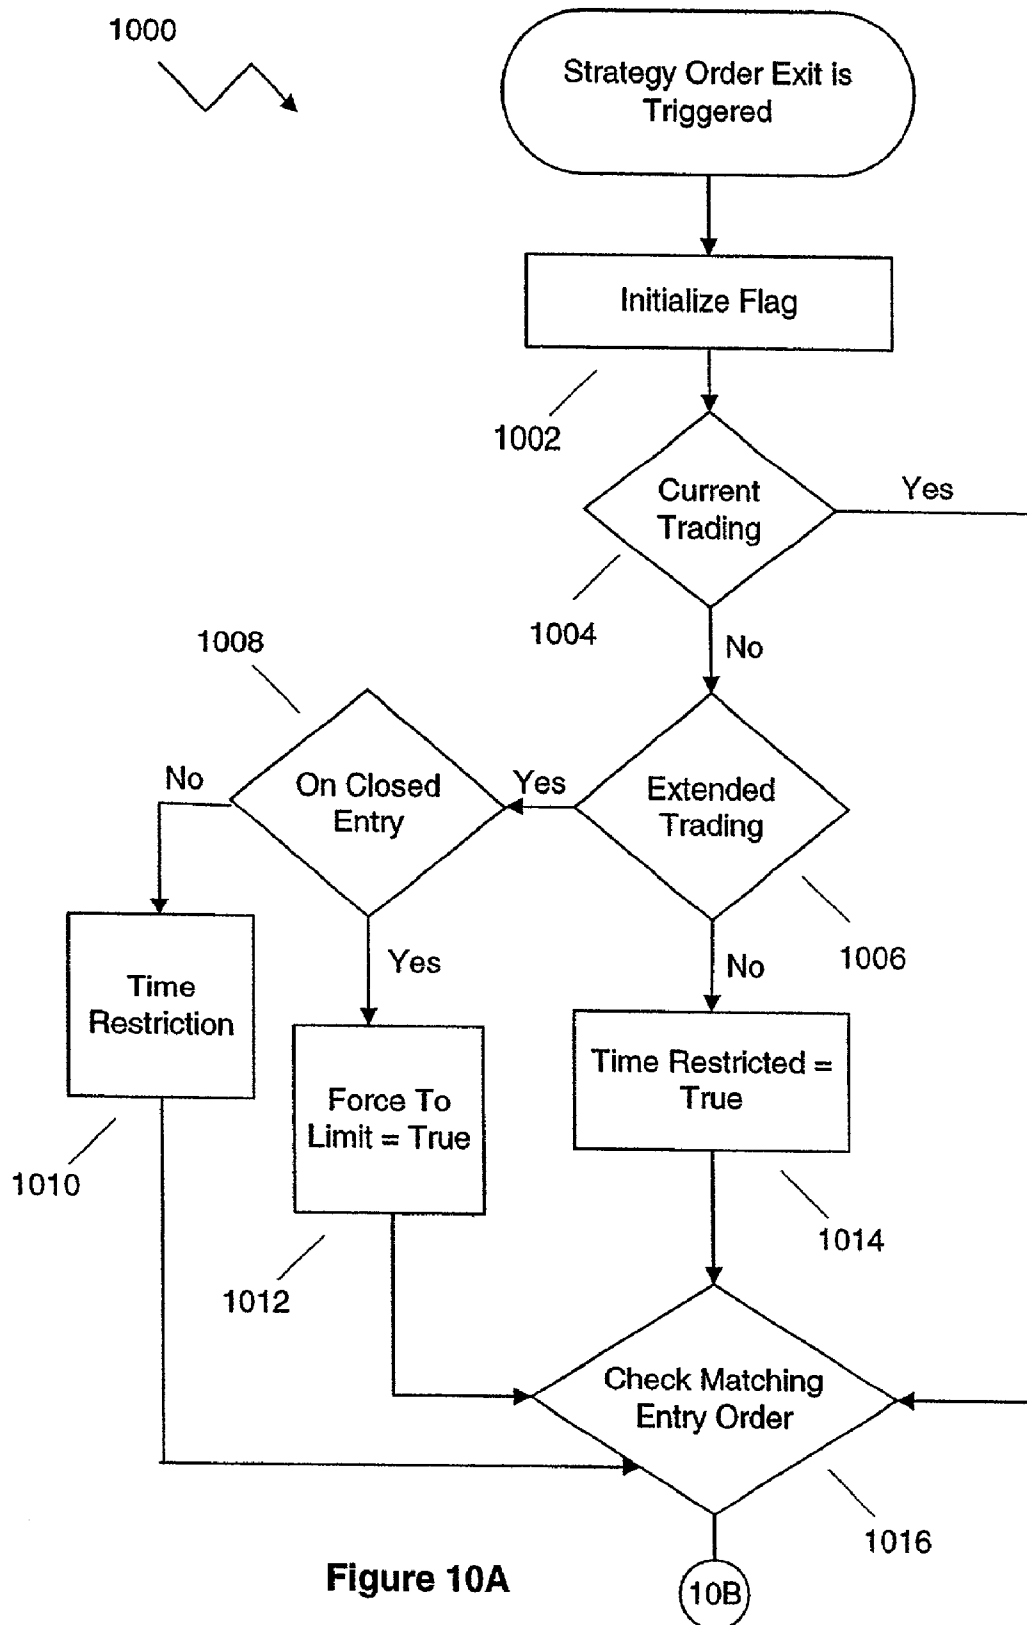 1000
Strategy Order Exit is
Triggered
Initialize Flag
1002
Current
Trading
Yes
1004
No
1008
On Closed
Entry
No
Yes
Extended
Trading
1006
Yes
No
Time
Restriction
1010
Force To
Limit = True
1012
Time Restricted =
True
1014
Check Matching
Entry Order
1016
Figure 10A
10B